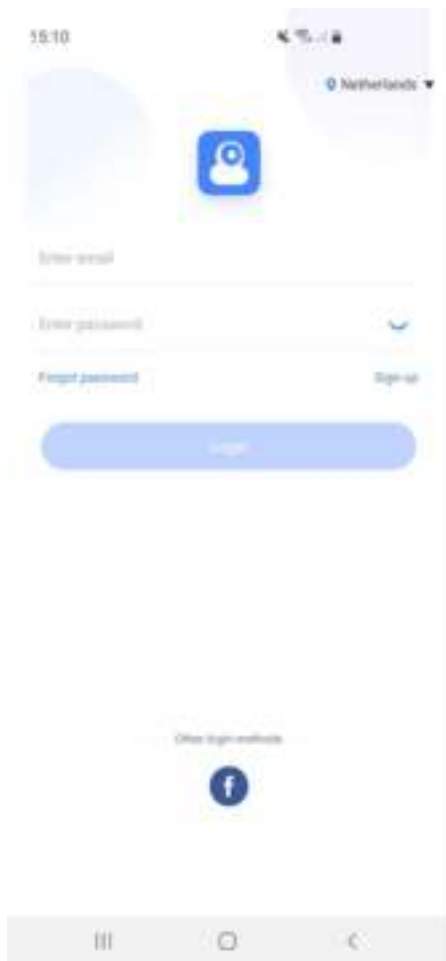 15:10
Netherlands
Enter email
Enter password
Forgot password
Sign up
Login
Other login methods
f